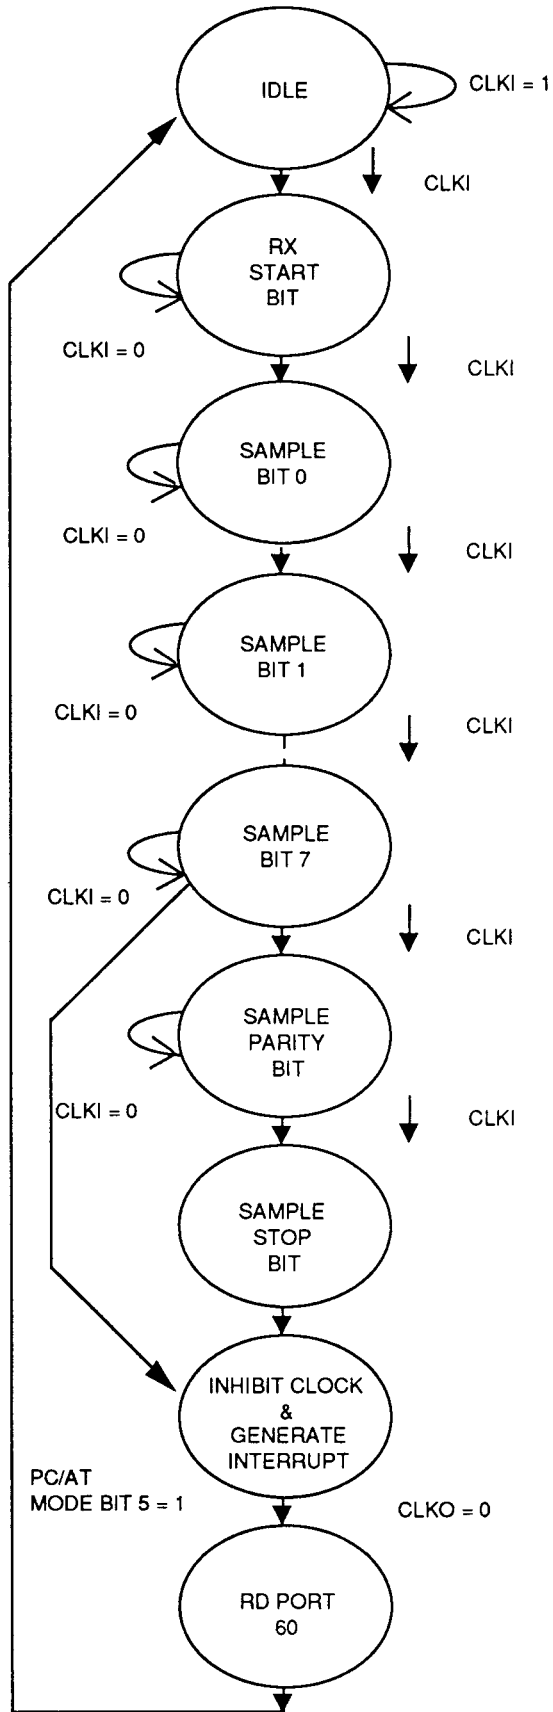 IDLE
CLKI = 1
CLKI
RX
START
BIT
CLKI = 0
CLKI
SAMPLE
BIT 0
CLKI = 0
CLKI
SAMPLE
BIT 1
CLKI = 0
CLKI
SAMPLE
BIT 7
CLKI = 0
CLKI
SAMPLE
PARITY
BIT
CLKI = 0
CLKI
SAMPLE
STOP
BIT
INHIBIT CLOCK
&
GENERATE
INTERRUPT
PC/AT
MODE BIT 5 = 1
CLKO = 0
RD PORT
60